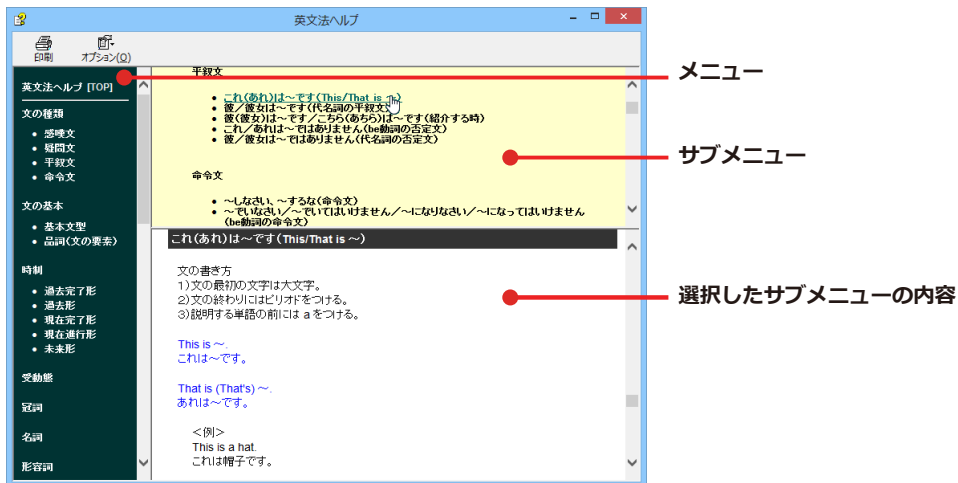 英文法ヘルプ
印刷
オプション(O)
英文法ヘルプ [TOP]
文の種類
• 感嘆文
• 疑問文
• 平叙文
• 命令文
文の基本
• 基本文型
• 品詞(文の要素)
時制
• 過去完了形
• 過去形
• 現在完了形
• 現在進行形
• 未来形
受動態
冠詞
名詞
形容詞
平叙文
• これ(あれ)は～です(This/That is ～)
• 彼／彼女は～です(代名詞の平叙文)
• 彼(彼女)は～です／こちら(あちら)は～です(紹介する時)
• これ／あれは～ではありません(be動詞の否定文)
• 彼／彼女は～ではありません(代名詞の否定文)
命令文
• ～しなさい、～するな(命令文)
• ～でいなさい／～でいてはいけません／～になりなさい／～になってはいけません
(be動詞の命令文)
これ(あれ)は～です(This/That is ～)
文の書き方
1)文の最初の文字は大文字。
2)文の終わりにはピリオドをつける。
3)説明する単語の前には a をつける。
This is ～.
これは～です。
That is (That's) ～.
あれは～です。
＜例＞
This is a hat.
これは帽子です。
メニュー
サブメニュー
選択したサブメニューの内容